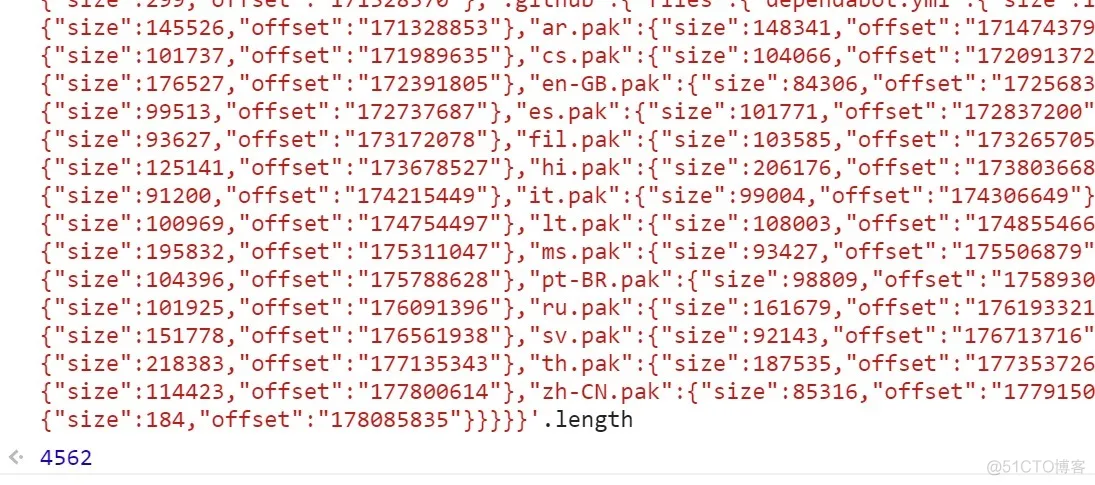 {"size":299,"offset":"171328370"},".github":{"files":{"dependabot.yml":{"size":1
{"size":145526,"offset":"171328853"},"ar.pak":{"size":148341,"offset":"171474379
{"size":101737,"offset":"171989635"},"cs.pak":{"size":104066,"offset":"172091372
{"size":176527,"offset":"172391805"},"en-GB.pak":{"size":84306,"offset":"1725683
{"size":99513,"offset":"172737687"},"es.pak":{"size":101771,"offset":"172837200"
{"size":93627,"offset":"173172078"},"fil.pak":{"size":103585,"offset":"173265705
{"size":125141,"offset":"173678527"},"hi.pak":{"size":206176,"offset":"173803668
{"size":91200,"offset":"174215449"},"it.pak":{"size":99004,"offset":"174306649"}
{"size":100969,"offset":"174754497"},"lt.pak":{"size":108003,"offset":"174855466
{"size":195832,"offset":"175311047"},"ms.pak":{"size":93427,"offset":"175506879"
{"size":104396,"offset":"175788628"},"pt-BR.pak":{"size":98809,"offset":"1758930
{"size":101925,"offset":"176091396"},"ru.pak":{"size":161679,"offset":"176193321
{"size":151778,"offset":"176561938"},"sv.pak":{"size":92143,"offset":"176713716"
{"size":218383,"offset":"177135343"},"th.pak":{"size":187535,"offset":"177353726
{"size":114423,"offset":"177800614"},"zh-CN.pak":{"size":85316,"offset":"1779150
{"size":184,"offset":"178085835"}}}}}'.length
4562
@51CTO博客